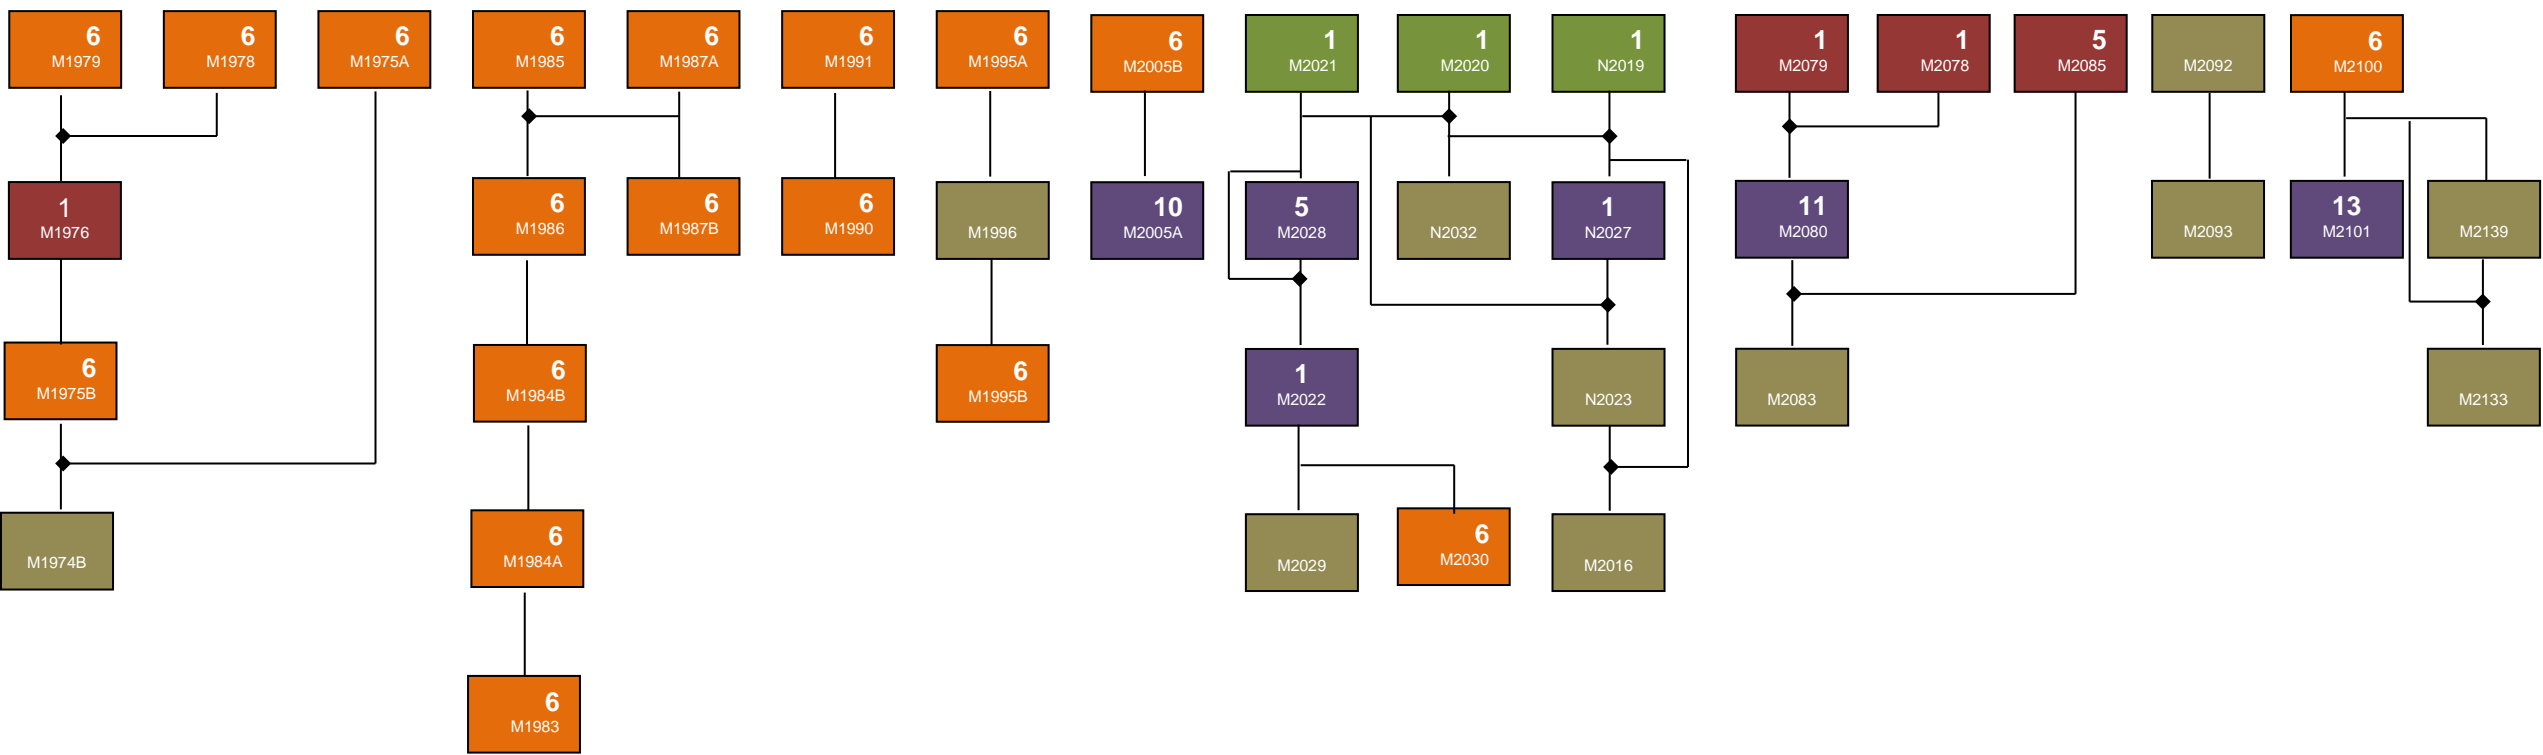 6
M1979
6
M1978
6
M1975A
6
M1985
6
M1987A
6
M1991
6
M1995A
6
M2005B
1
M2021
1
M2020
1
N2019
1
M2079
1
M2078
5
M2085
M2092
6
M2100
1
M1976
6
M1986
6
M1987B
6
M1990
M1996
10
M2005A
5
M2028
N2032
1
N2027
11
M2080
M2093
13
M2101
M2139
6
M1975B
6
M1984B
6
M1995B
1
M2022
N2023
M2083
M2133
M1974B
6
M1984A
M2029
6
M2030
M2016
6
M1983